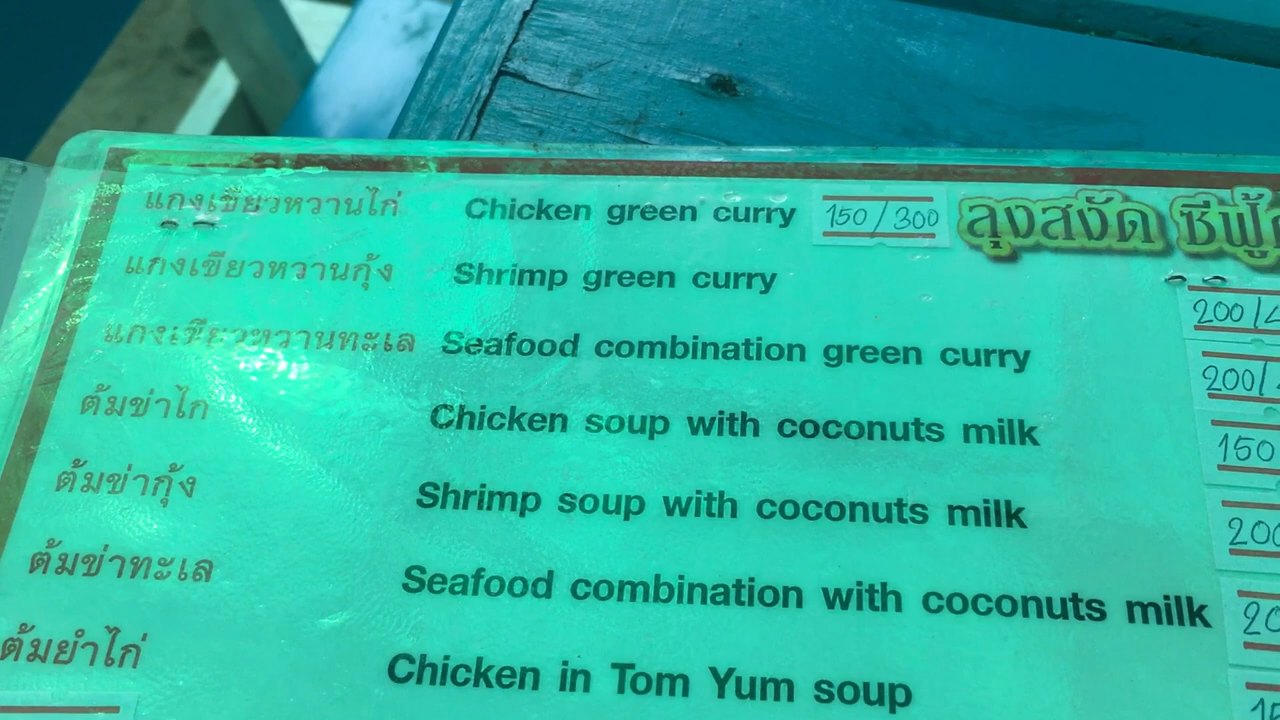 แกงเขียวหวานไก่ Chicken green curry 150/300 ลุงสงัด ซีฟู้
แกงเขียวหวานกุ้ง Shrimp green curry 200/
แกงเขียวหวานทะเล Seafood combination green curry 200/
ต้มข่าไก Chicken soup with coconuts milk 150
ต้มข่ากุ้ง Shrimp soup with coconuts milk 200
ต้มข่าทะเล Seafood combination with coconuts milk 20
ต้มยำไก่ Chicken in Tom Yum soup